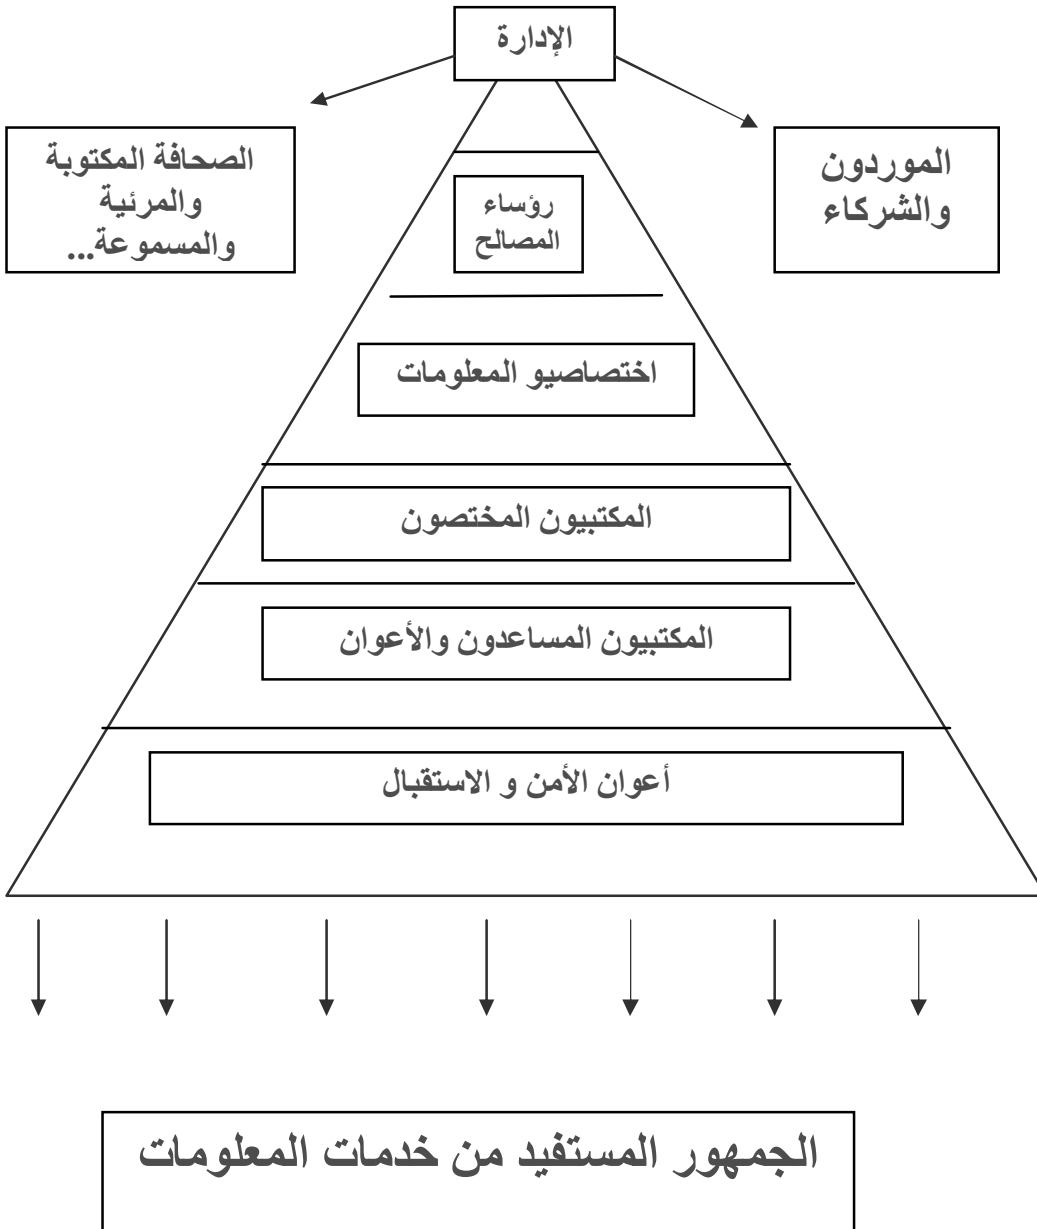 الإدارة
الموردون
والشركاء
الصحافة المكتوبة
والمرئية
والمسموعة...
رؤساء
المصالح
اختصاصيو المعلومات
المكتبيون المختصون
المكتبيون المساعدون والأعوان
أعوان الأمن و الاستقبال
الجمهور المستفيد من خدمات المعلومات